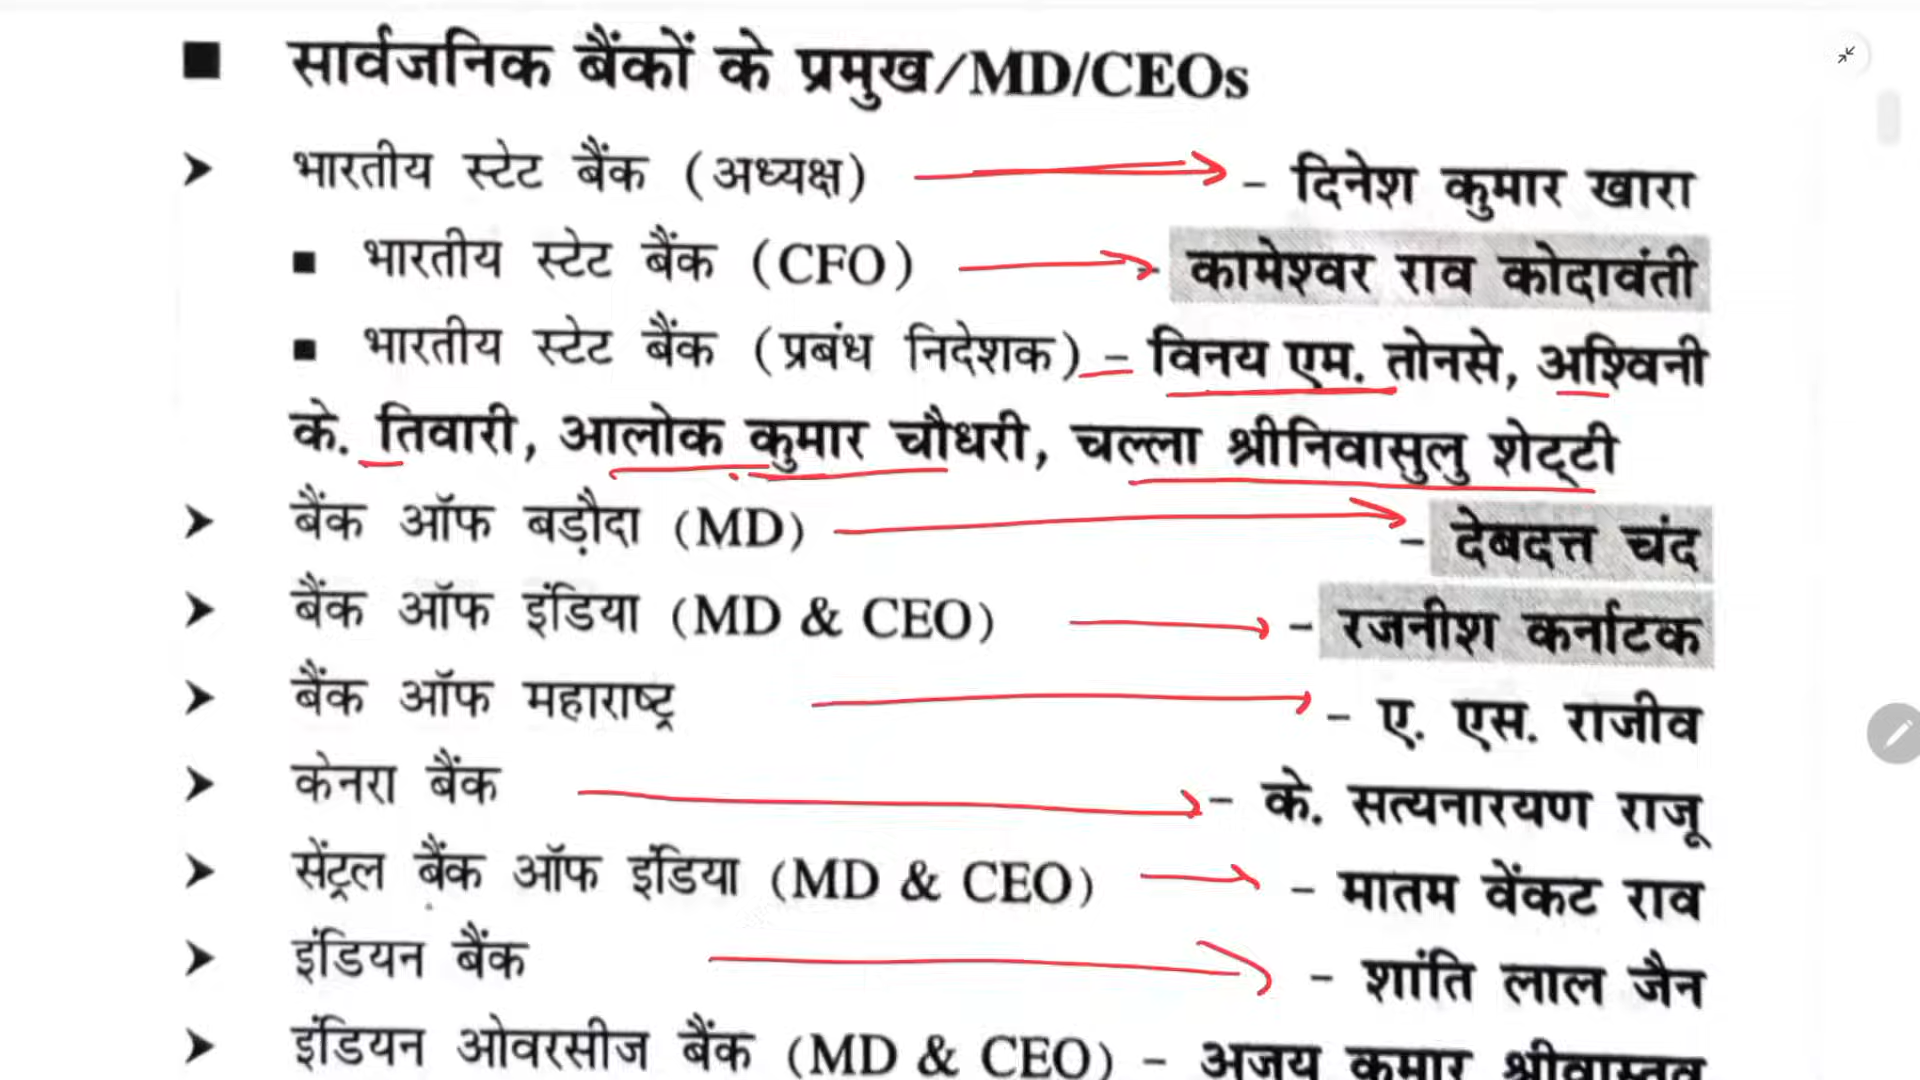 ■ सार्वजनिक बैंकों के प्रमुख/MD/CEOs
➤ भारतीय स्टेट बैंक (अध्यक्ष) - दिनेश कुमार खारा
■ भारतीय स्टेट बैंक (CFO) - कामेश्वर राव कोदावंती
■ भारतीय स्टेट बैंक (प्रबंध निदेशक) - विनय एम. तोनसे, अश्विनी
के. तिवारी, आलोक कुमार चौधरी, चल्ला श्रीनिवासुलु शेट्टी
➤ बैंक ऑफ बड़ौदा (MD) - देबदत्त चंद
➤ बैंक ऑफ इंडिया (MD & CEO) - रजनीश कर्नाटक
➤ बैंक ऑफ महाराष्ट्र - ए. एस. राजीव
➤ केनरा बैंक - के. सत्यनारयण राजू
➤ सेंट्रल बैंक ऑफ इंडिया (MD & CEO) - मातम वेंकट राव
➤ इंडियन बैंक - शांति लाल जैन
➤ इंडियन ओवरसीज बैंक (MD & CEO) - अजय कुमार श्रीवास्तव